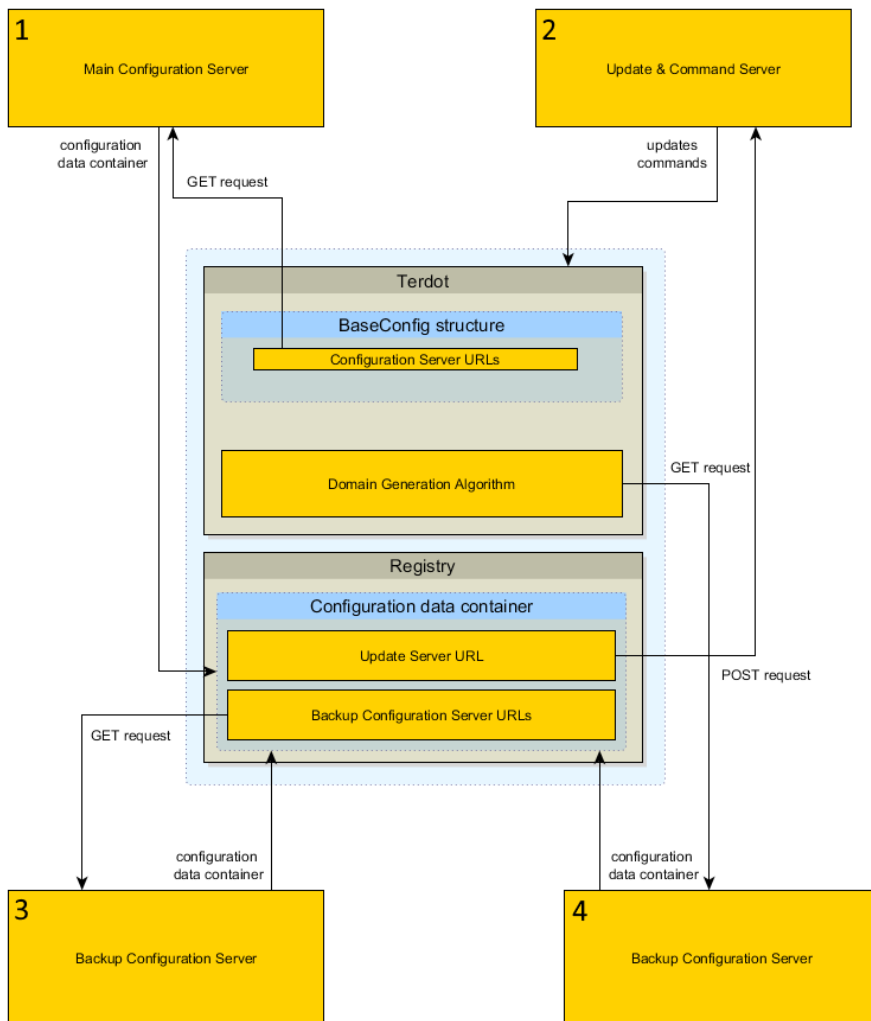 1
Main Configuration Server
2
Update & Command Server
configuration
data container
GET request
updates
commands
Terdot
BaseConfig structure
Configuration Server URLs
Domain Generation Algorithm
GET request
Registry
Configuration data container
Update Server URL
POST request
Backup Configuration Server URLs
GET request
configuration
data container
configuration
data container
3
Backup Configuration Server
4
Backup Configuration Server